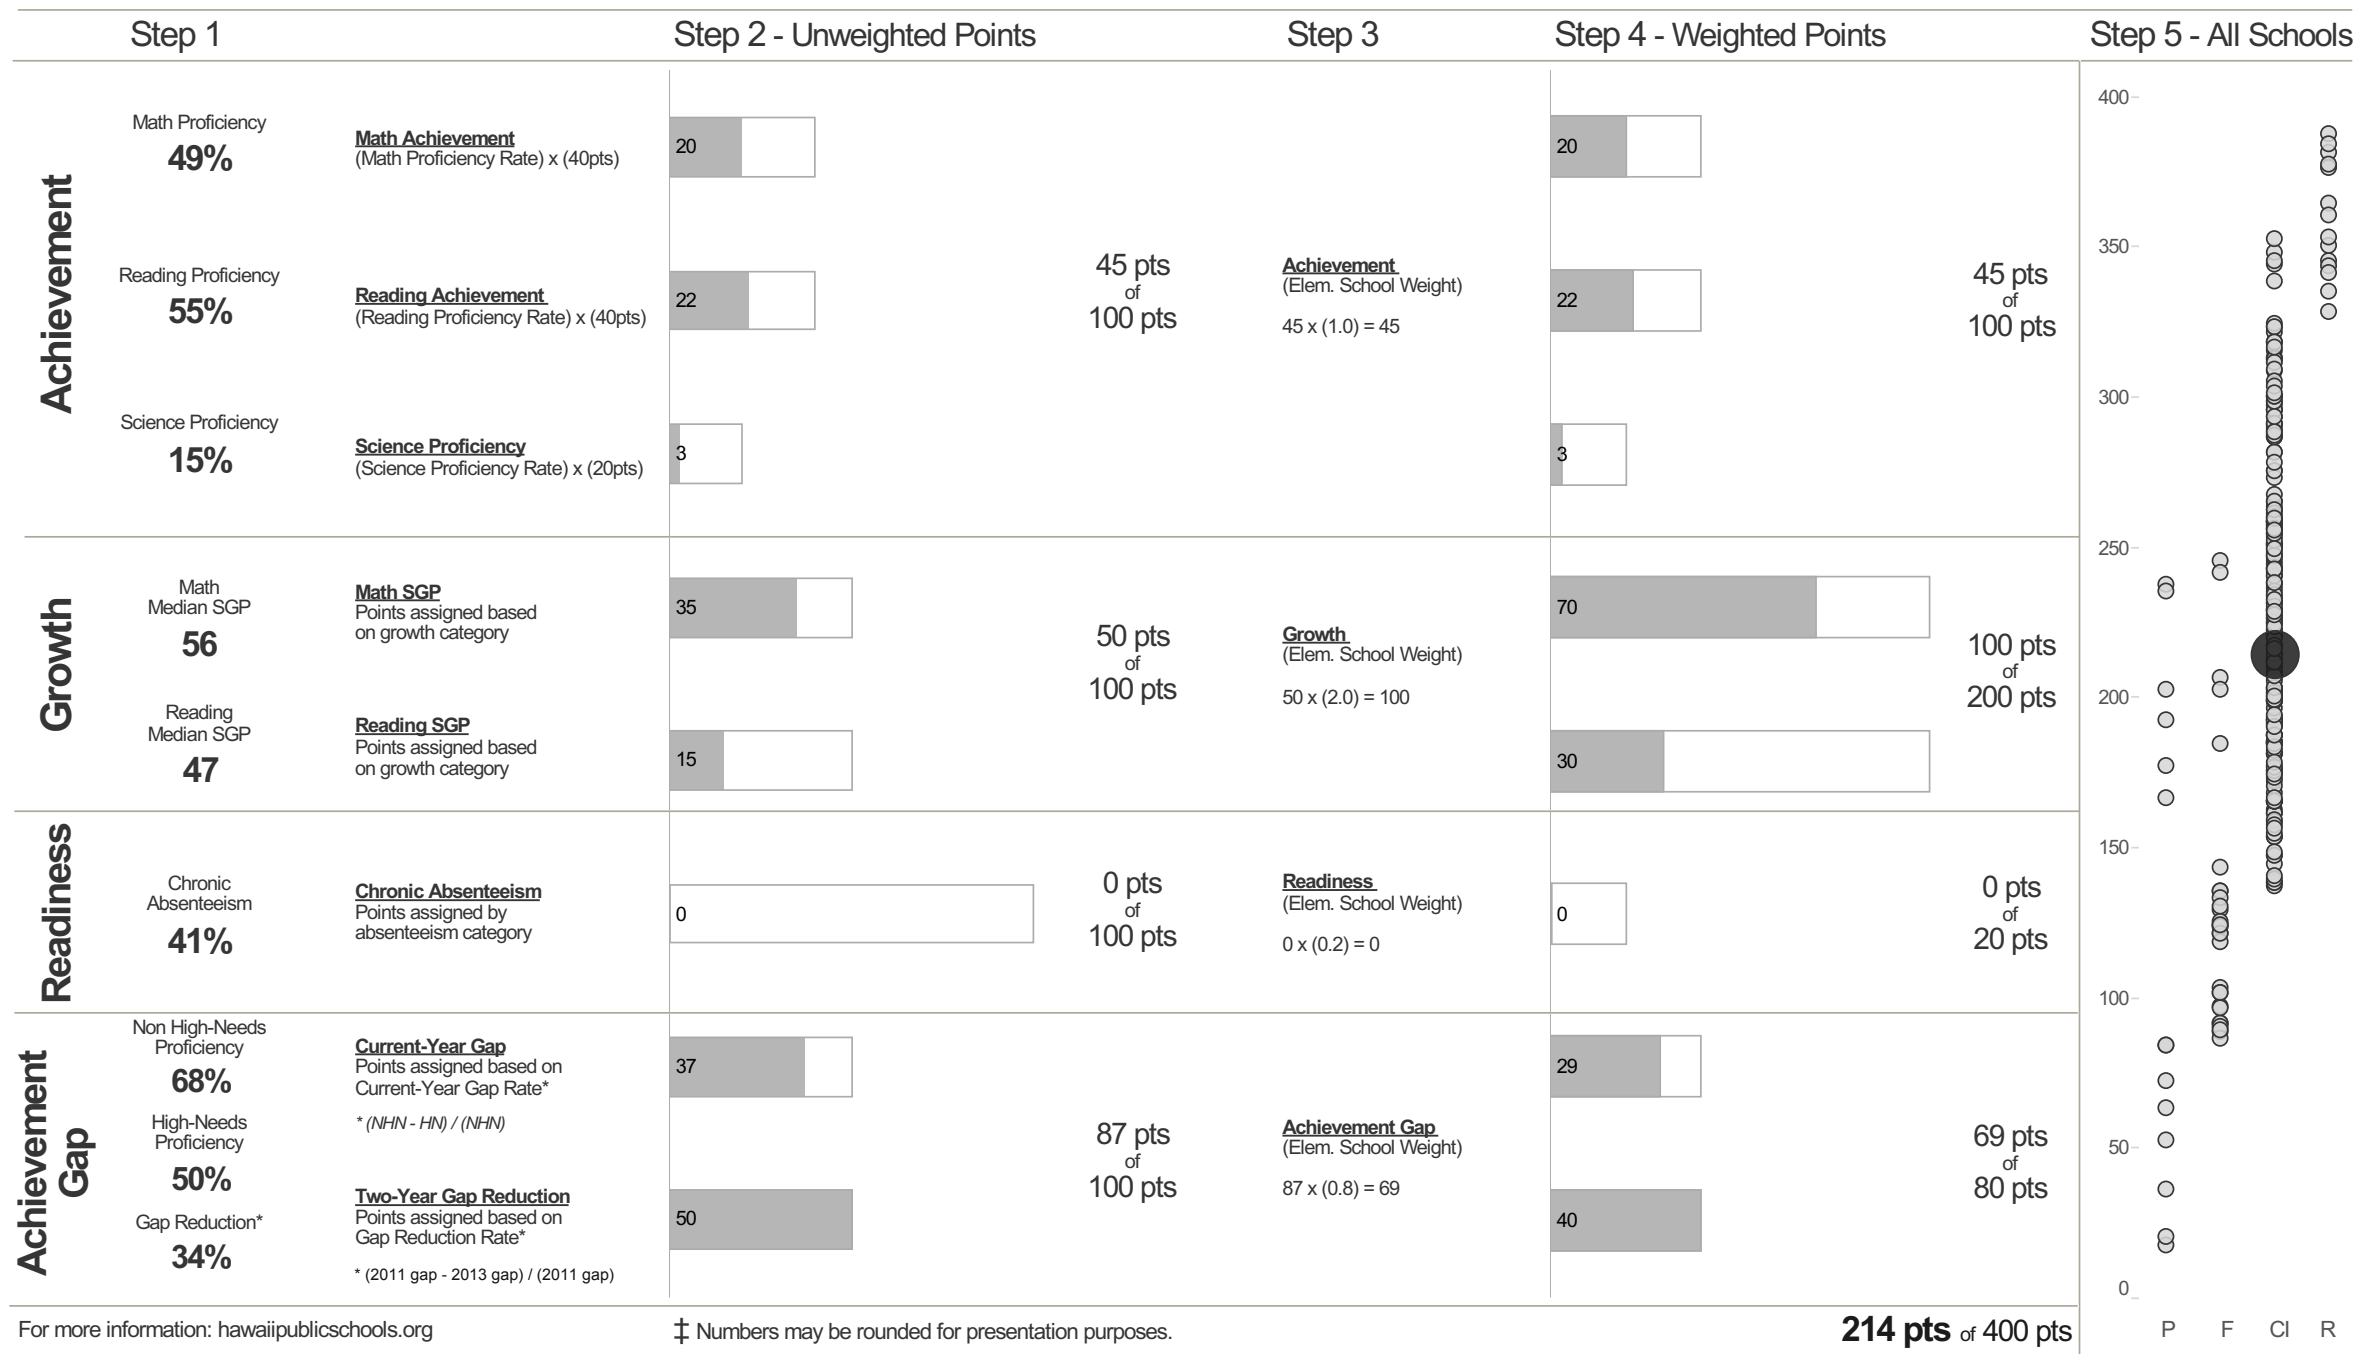 Step 1
Step 2 - Unweighted Points
Step 3
Step 4 - Weighted Points
Step 5 - All Schools
Achievement
Math Proficiency
49%
Math Achievement
(Math Proficiency Rate) x (40pts)
20
20
Reading Proficiency
55%
Reading Achievement
(Reading Proficiency Rate) x (40pts)
22
45 pts
of
100 pts
Achievement
(Elem. School Weight)
45 x (1.0) = 45
22
45 pts
of
100 pts
Science Proficiency
15%
Science Proficiency
(Science Proficiency Rate) x (20pts)
3
3
Growth
Math
Median SGP
56
Math SGP
Points assigned based
on growth category
35
50 pts
of
100 pts
Growth
(Elem. School Weight)
50 x (2.0) = 100
70
100 pts
of
200 pts
Reading
Median SGP
47
Reading SGP
Points assigned based
on growth category
15
30
Readiness
Chronic
Absenteeism
41%
Chronic Absenteeism
Points assigned by
absenteeism category
0
0 pts
of
100 pts
Readiness
(Elem. School Weight)
0 x (0.2) = 0
0
0 pts
of
20 pts
Achievement
Gap
Non High-Needs
Proficiency
68%
High-Needs
Proficiency
50%
Gap Reduction*
34%
Current-Year Gap
Points assigned based on
Current-Year Gap Rate*
* (NHN - HN) / (NHN)
Two-Year Gap Reduction
Points assigned based on
Gap Reduction Rate*
* (2011 gap - 2013 gap) / (2011 gap)
37
50
87 pts
of
100 pts
Achievement Gap
(Elem. School Weight)
87 x (0.8) = 69
29
40
69 pts
of
80 pts
400
350
300
250
200
150
100
50
0
P F CI R
For more information: hawaiipublicschools.org
‡ Numbers may be rounded for presentation purposes.
214 pts of 400 pts